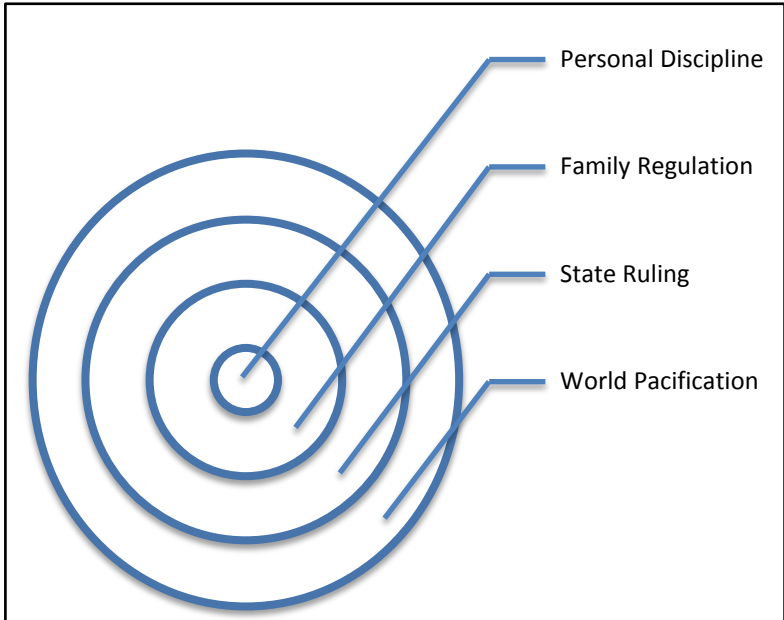 Personal Discipline
Family Regulation
State Ruling
World Pacification